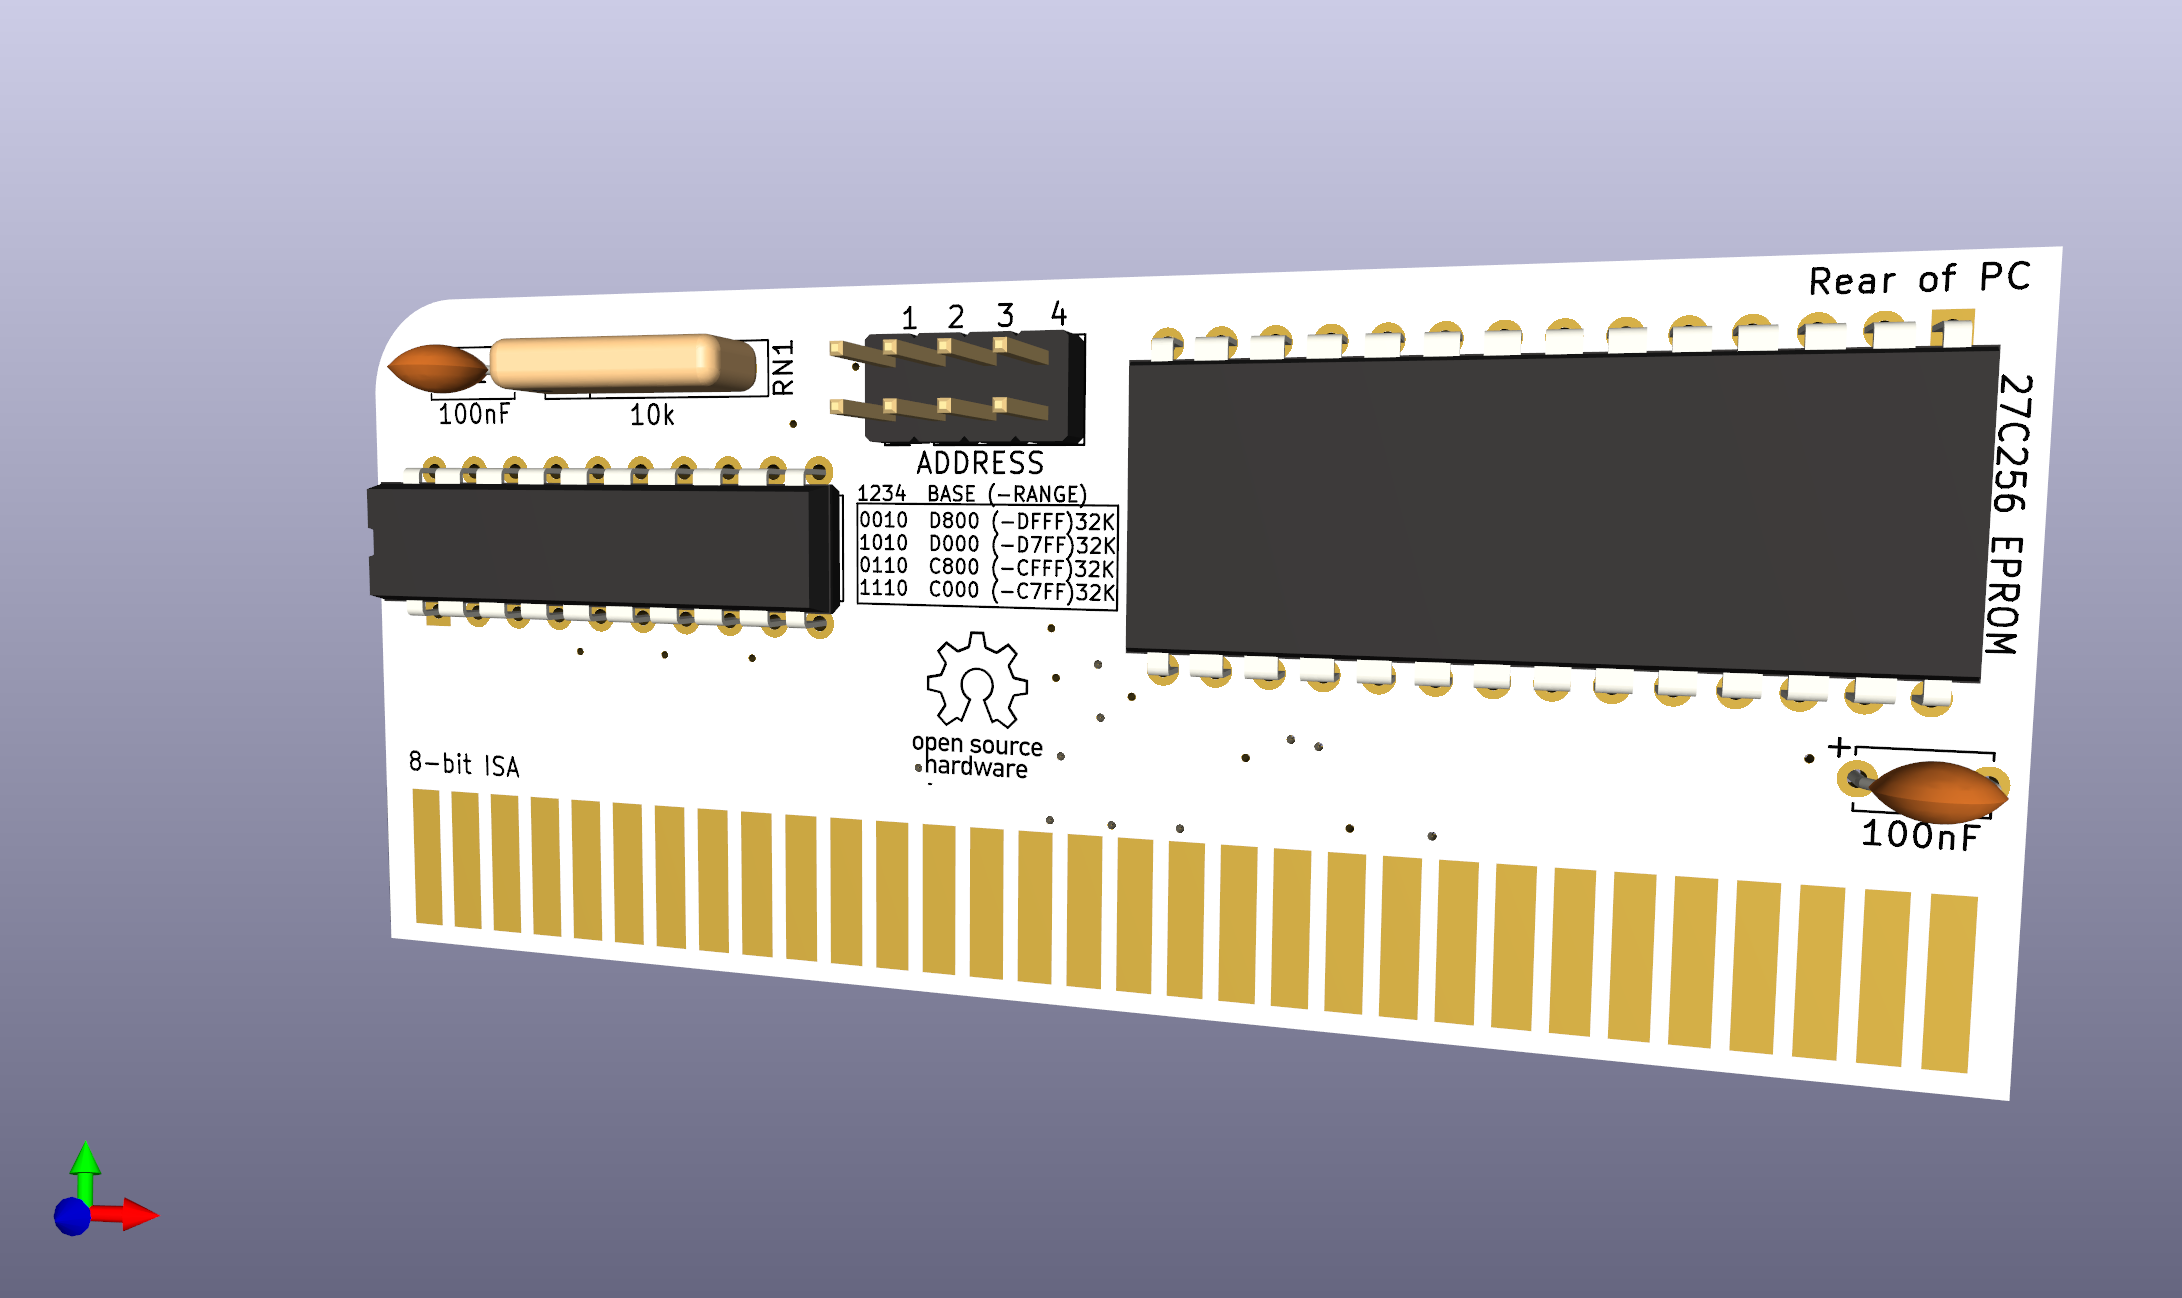 Rear of PC
1 2 3 4
RN1
100nF
10k
27C256 EPROM
ADDRESS
1234 BASE (-RANGE)
0010 D800 (-DFFF)32K
1010 D000 (-D7FF)32K
0110 C800 (-CFFF)32K
1110 C000 (-C7FF)32K
open source
hardware
8-bit ISA
+
100nF